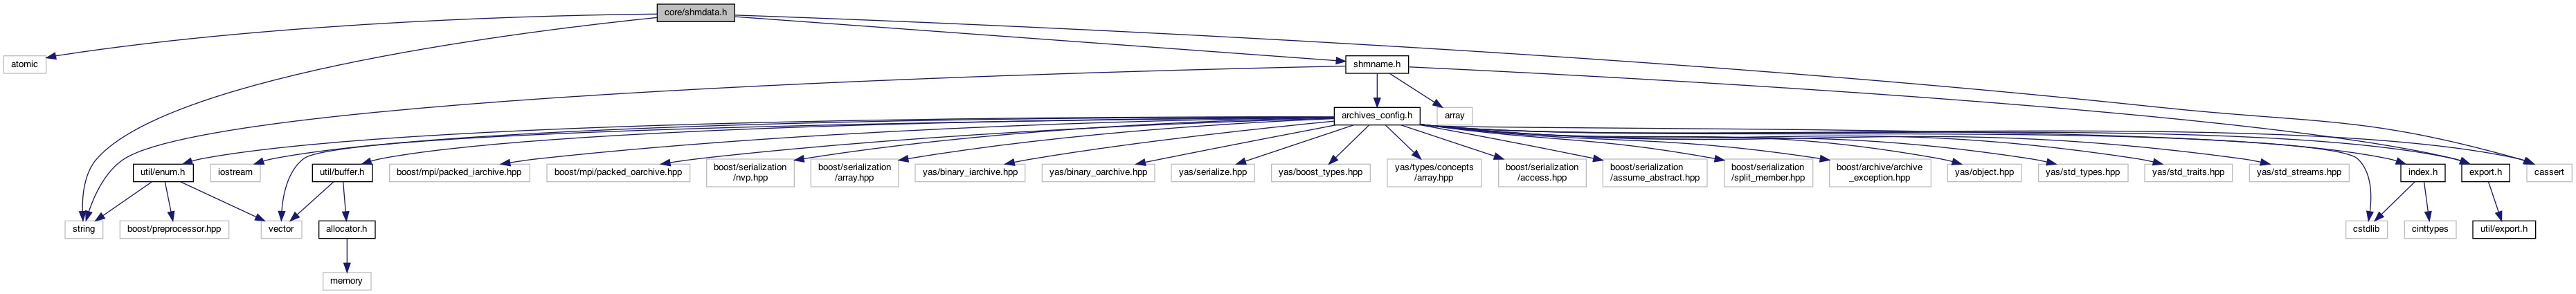 core/shmdata.h
atomic
shmname.h
archives_config.h
array
util/enum.h
iostream
util/buffer.h
boost/mpi/packed_iarchive.hpp
boost/mpi/packed_oarchive.hpp
boost/serialization
/nvp.hpp
boost/serialization
/array.hpp
yas/binary_iarchive.hpp
yas/binary_oarchive.hpp
yas/serialize.hpp
yas/boost_types.hpp
yas/types/concepts
/array.hpp
boost/serialization
/access.hpp
boost/serialization
/assume_abstract.hpp
boost/serialization
/split_member.hpp
boost/archive/archive
_exception.hpp
yas/object.hpp
yas/std_types.hpp
yas/std_traits.hpp
yas/std_streams.hpp
index.h
export.h
cassert
string
boost/preprocessor.hpp
vector
allocator.h
cstdlib
cinttypes
util/export.h
memory